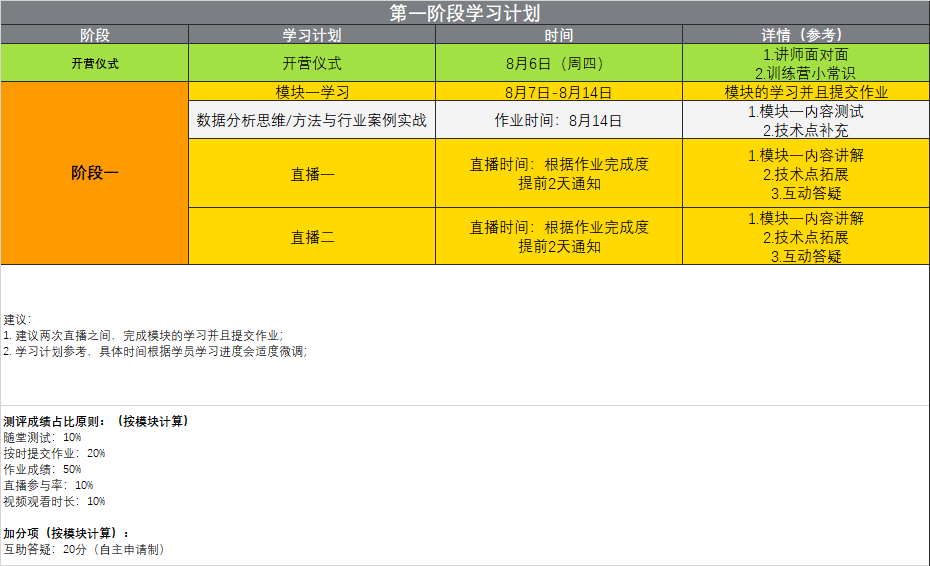 第一阶段学习计划
阶段 学习计划 时间 详情（参考）
开营仪式 开营仪式 8月6日（周四） 1.讲师面对面
2.训练营小常识
阶段一 模块一学习 8月7日-8月14日 模块的学习并且提交作业
数据分析思维/方法与行业案例实战 作业时间：8月14日 1.模块一内容测试
2.技术点补充
直播一 直播时间：根据作业完成度
提前2天通知 1.模块一内容讲解
2.技术点拓展
3.互动答疑
直播二 直播时间：根据作业完成度
提前2天通知 1.模块一内容讲解
2.技术点拓展
3.互动答疑
建议：
1. 建议两次直播之间，完成模块的学习并且提交作业；
2. 学习计划参考，具体时间根据学员学习进度会适度微调；
测评成绩占比原则：（按模块计算）
随堂测试：10%
按时提交作业：20%
作业成绩：50%
直播参与率：10%
视频观看时长：10%
加分项（按模块计算）：
互助答疑：20分（自主申请制）